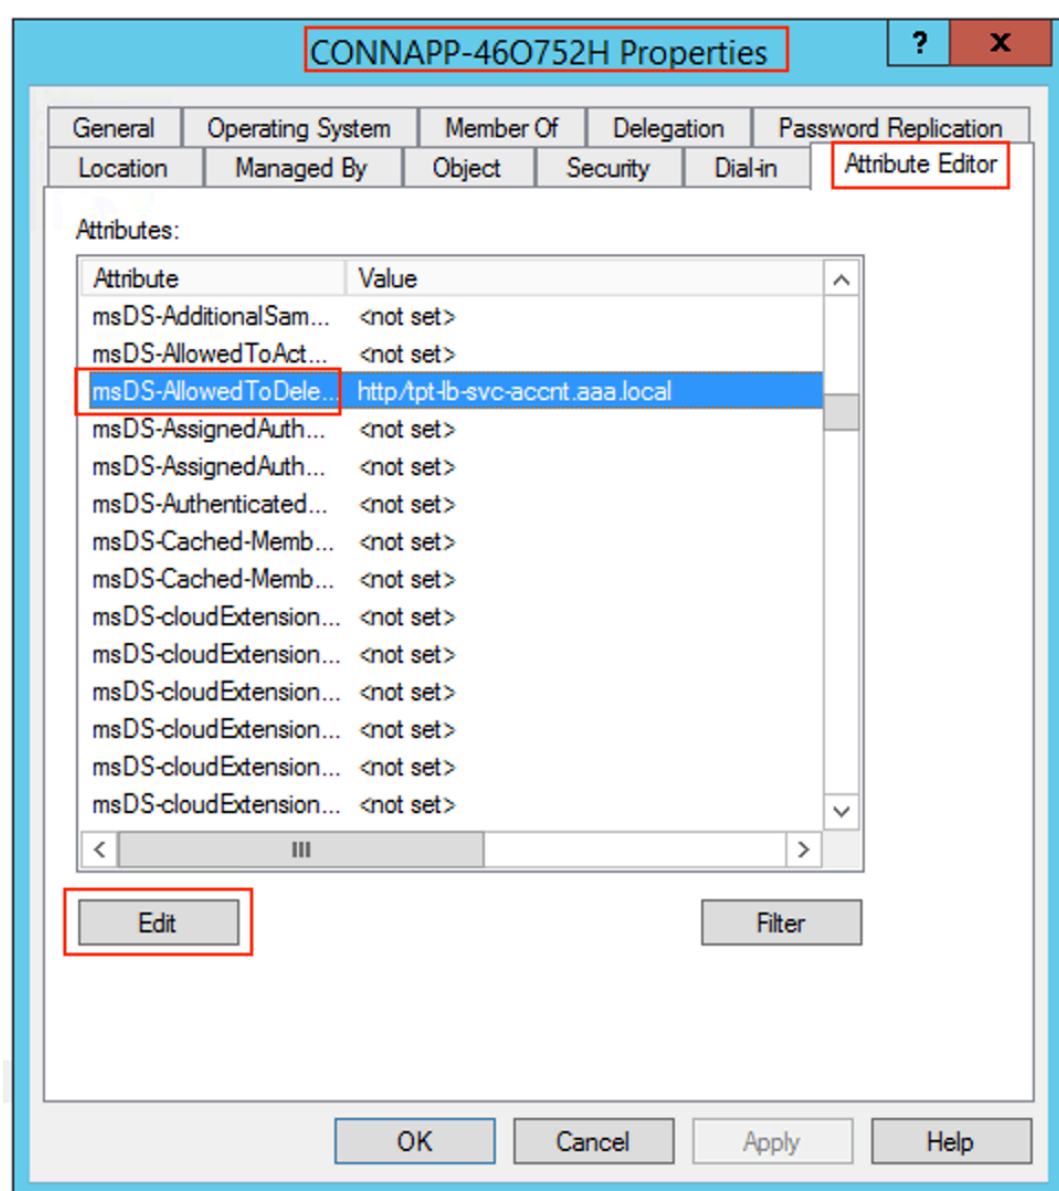 CONNAPP-46O752H Properties
?
x
General Operating System Member Of Delegation Password Replication
Location Managed By Object Security Dial-in Attribute Editor
Attributes:
Attribute Value
msDS-AdditionalSam... <not set>
msDS-AllowedToAct... <not set>
msDS-AllowedToDele... http/tpt-lb-svc-accnt.aaa.local
msDS-AssignedAuth... <not set>
msDS-AssignedAuth... <not set>
msDS-Authenticated... <not set>
msDS-Cached-Memb... <not set>
msDS-Cached-Memb... <not set>
msDS-cloudExtension... <not set>
msDS-cloudExtension... <not set>
msDS-cloudExtension... <not set>
msDS-cloudExtension... <not set>
msDS-cloudExtension... <not set>
msDS-cloudExtension... <not set>
Edit Filter
OK Cancel Apply Help